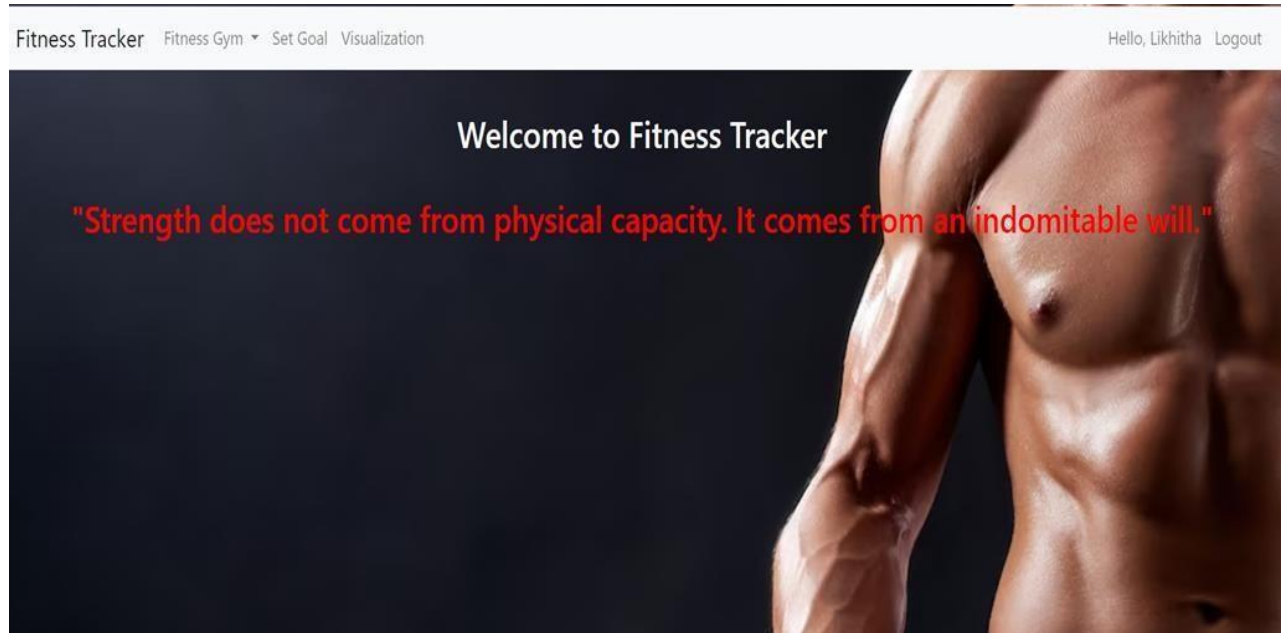 Fitness Tracker Fitness Gym Set Goal Visualization Hello, Likhitha Logout
Welcome to Fitness Tracker
"Strength does not come from physical capacity. It comes from an indomitable will."